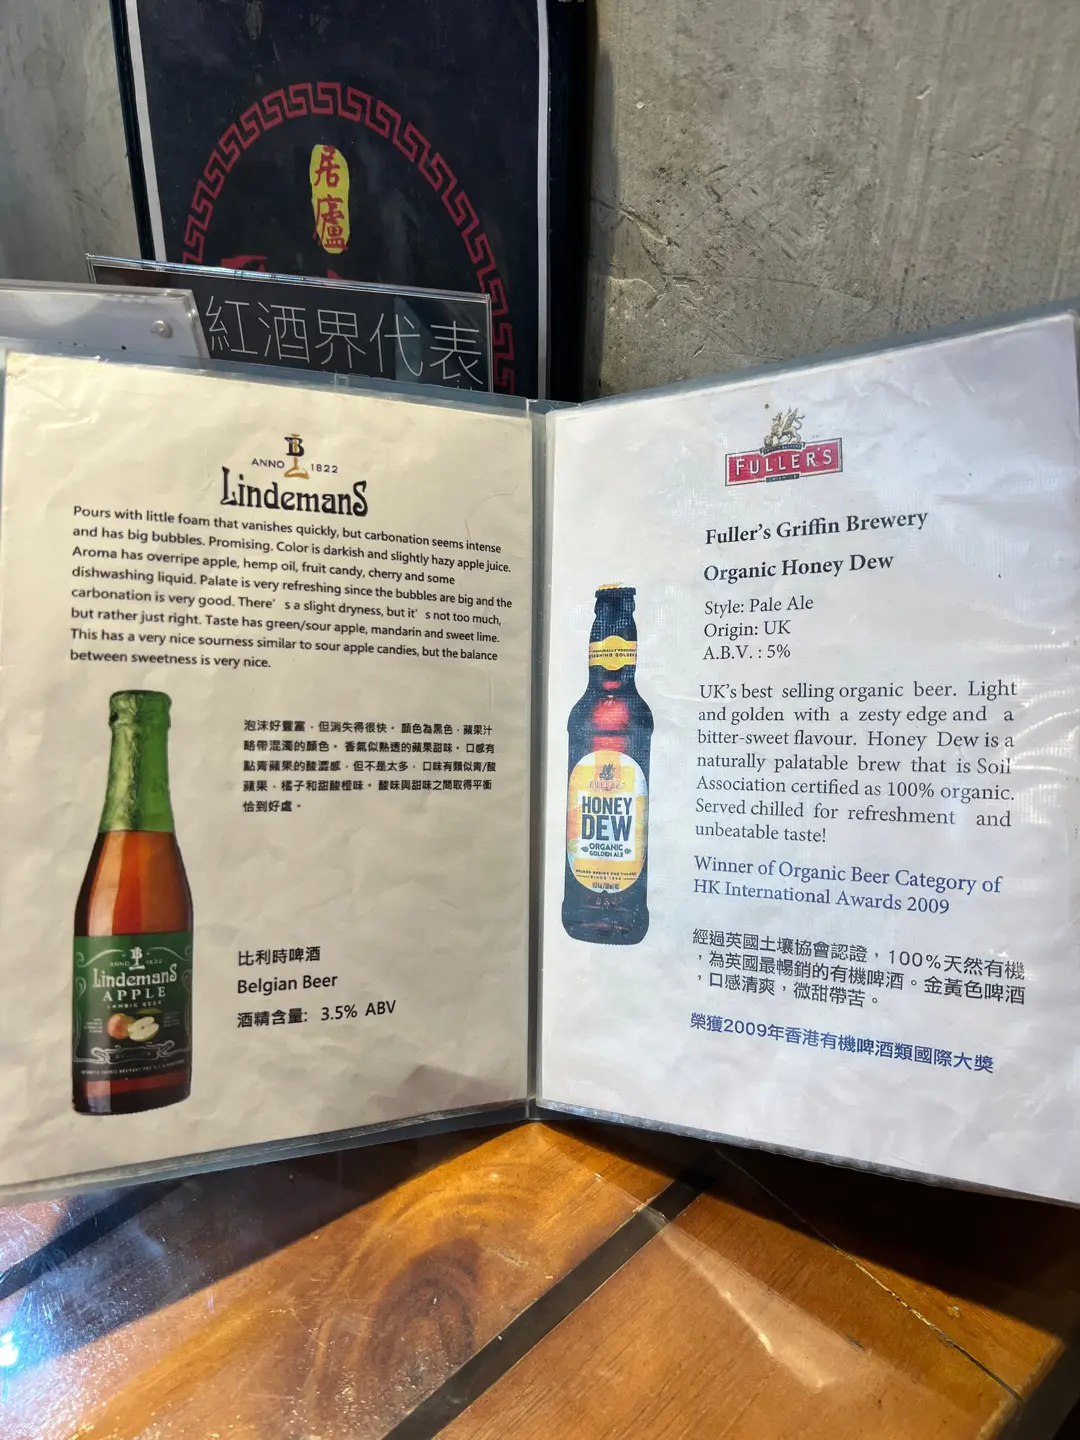 居廬
紅酒界代表
ANNO 1822
Lindemans
Pours with little foam that vanishes quickly, but carbonation seems intense
and has big bubbles. Promising. Color is darkish and slightly hazy apple juice.
Aroma has overripe apple, hemp oil, fruit candy, cherry and some
dishwashing liquid. Palate is very refreshing since the bubbles are big and the
carbonation is very good. There’s a slight dryness, but it’s not too much,
but rather just right. Taste has green/sour apple, mandarin and sweet lime.
This has a very nice sourness similar to sour apple candies, but the balance
between sweetness is very nice.
泡沫好豐富，但消失得很快。顏色為黑色，蘋果汁
略帶混濁的顏色。香氣似熟透的蘋果甜味。口感有
點青蘋果的酸澀感，但不是太多，口味有類似青/酸
蘋果，橘子和甜酸橙味。酸味與甜味之間取得平衡
恰到好處。
ANNO 1822
Lindemans
APPLE
LAMBIC BEER
比利時啤酒
Belgian Beer
酒精含量: 3.5% ABV
FULLER'S
Fuller’s Griffin Brewery
Organic Honey Dew
Style: Pale Ale
Origin: UK
A.B.V. : 5%
UK’s best selling organic beer. Light
and golden with a zesty edge and a
bitter-sweet flavour. Honey Dew is a
naturally palatable brew that is Soil
Association certified as 100% organic.
Served chilled for refreshment and
unbeatable taste!
Winner of Organic Beer Category of
HK International Awards 2009
經過英國土壤協會認證，100%天然有機
，為英國最暢銷的有機啤酒。金黃色啤酒
，口感清爽，微甜帶苦。
榮獲2009年香港有機啤酒類國際大獎
FULLER'S
HONEY
DEW
ORGANIC
GOLDEN ALE